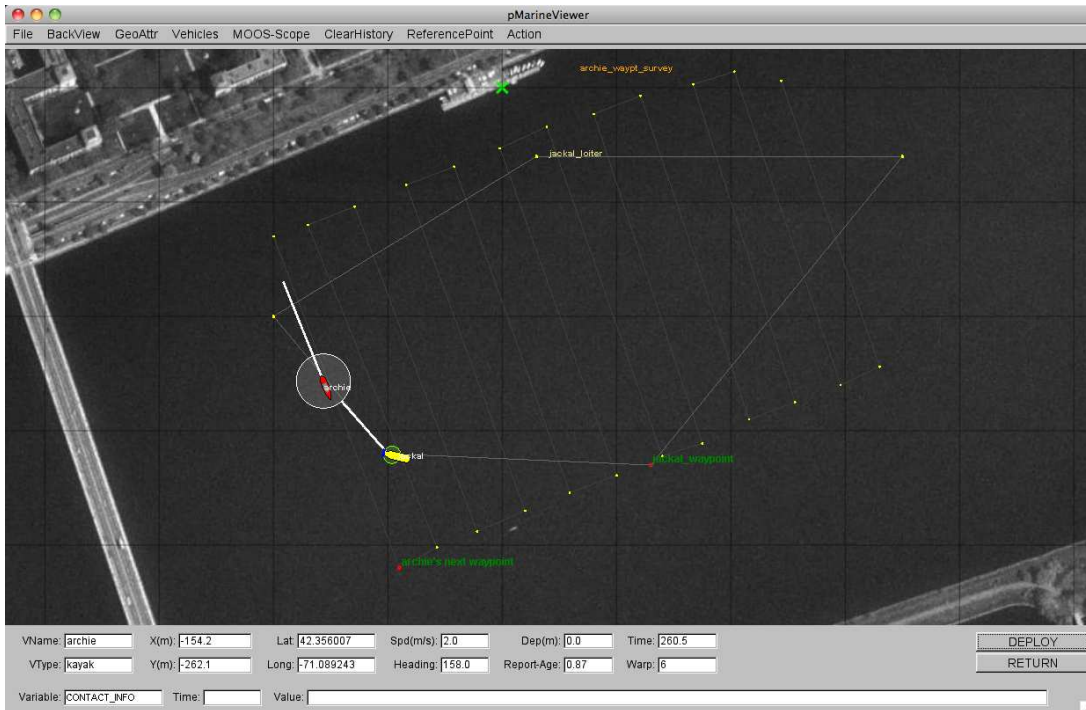 pMarineViewer
File BackView GeoAttr Vehicles MOOS-Scope ClearHistory ReferencePoint Action
archie_waypt_survey
jackal_loiter
archie
jackal_waypoint
archie's next waypoint
VName: archie X(m): -154.2 Lat: 42.356007 Spd(m/s): 2.0 Dep(m): 0.0 Time: 260.5 DEPLOY
VType: kayak Y(m): -262.1 Long: -71.089243 Heading: 158.0 Report-Age: 0.87 Warp: 6 RETURN
Variable: CONTACT_INFO Time: Value: